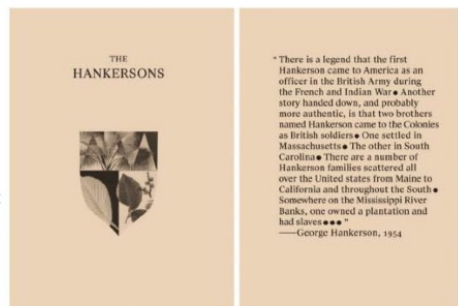 THE
HANKERSONS
“ There is a legend that the first
Hankerson came to America as an
officer in the British Army during
the French and Indian War● Another
story handed down, and probably
more authentic, is that two brothers
named Hankerson came to the Colonies
as British soldiers● One settled in
Massachusetts● The other in South
Carolina● There are a number of
Hankerson families scattered all
over the United states from Maine to
California and throughout the South●
Somewhere on the Mississippi River
Banks, one owned a plantation and
had slaves●●● ”
——George Hankerson, 1954